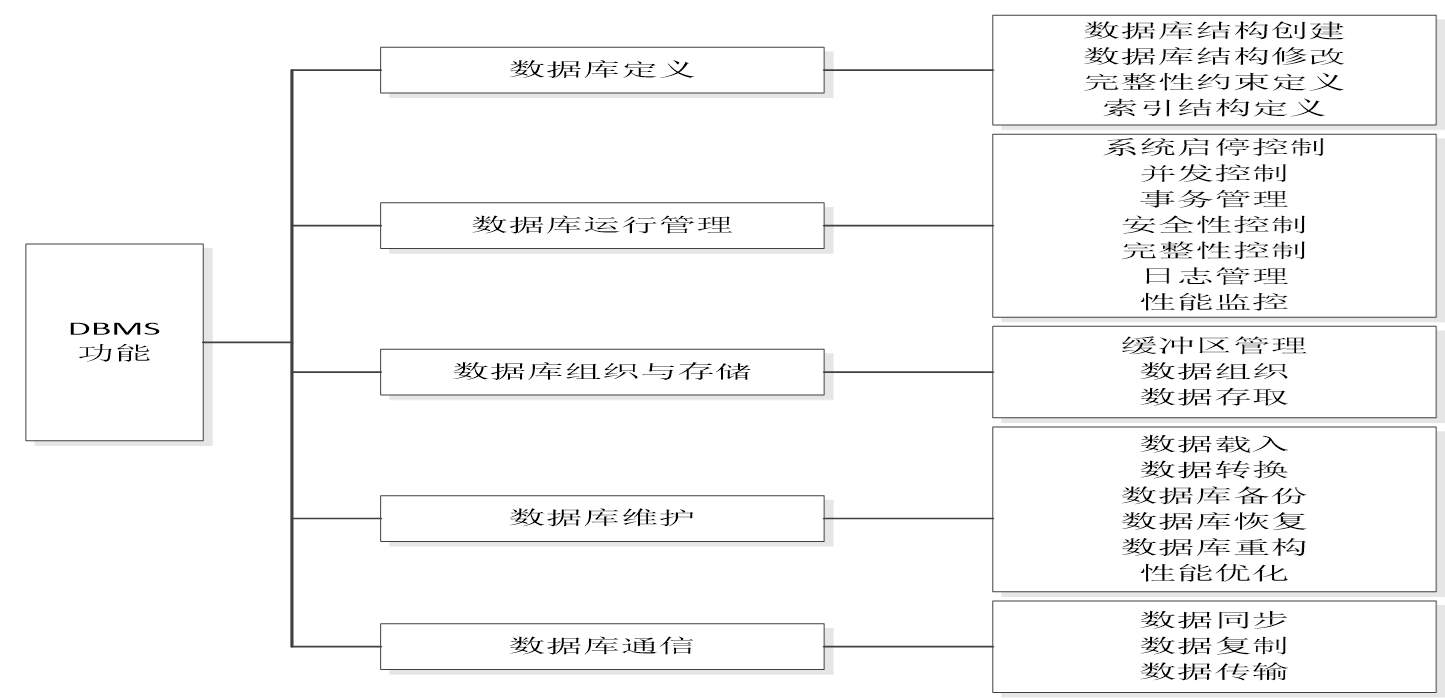 DBMS
功能
数据库定义
数据库结构创建
数据库结构修改
完整性约束定义
索引结构定义
数据库运行管理
系统启停控制
并发控制
事务管理
安全性控制
完整性控制
日志管理
性能监控
数据库组织与存储
缓冲区管理
数据组织
数据存取
数据库维护
数据载入
数据转换
数据库备份
数据库恢复
数据库重构
性能优化
数据库通信
数据同步
数据复制
数据传输